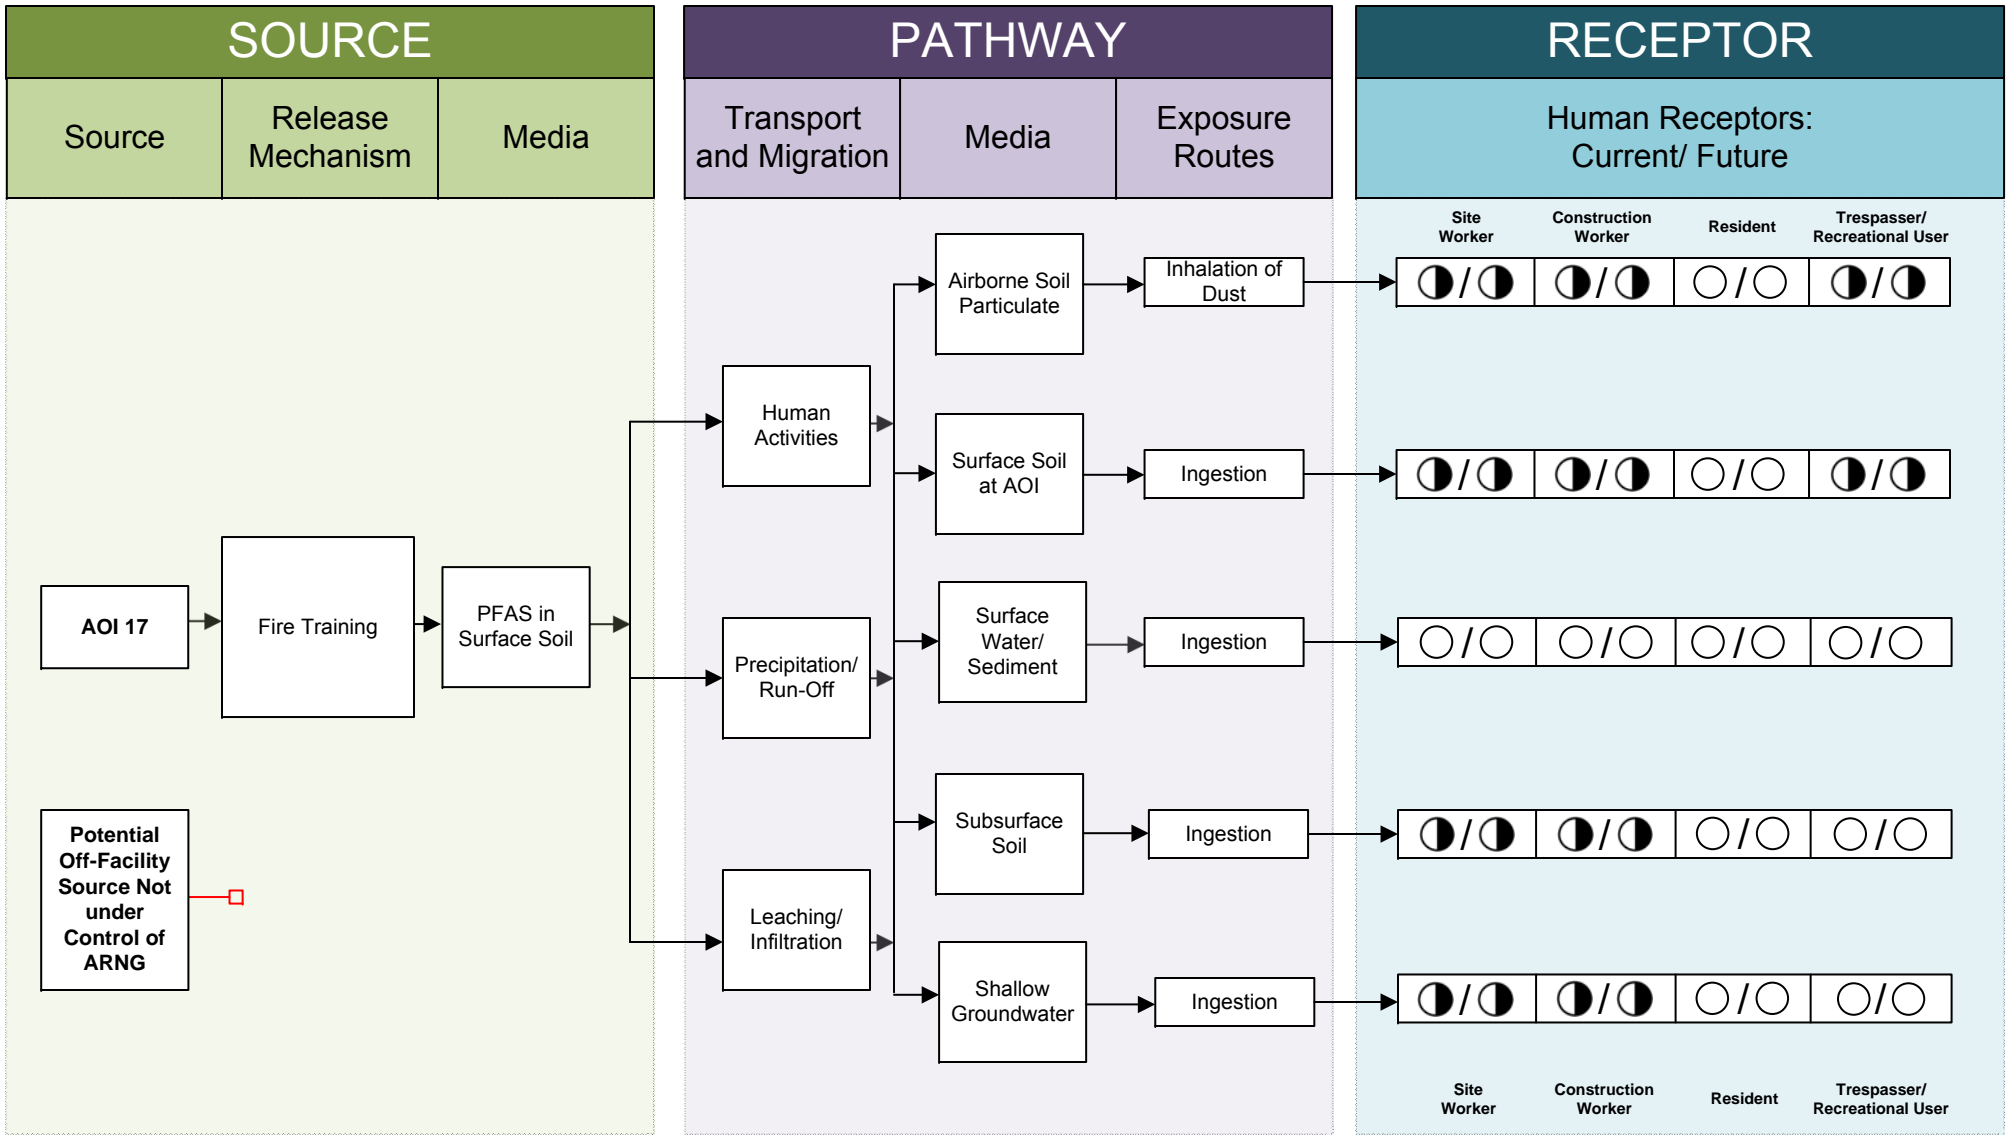 SOURCE
PATHWAY
RECEPTOR
Source
Release
Mechanism
Media
Transport
and Migration
Media
Exposure
Routes
Human Receptors:
Current/ Future
Site
Worker
Construction
Worker
Resident
Trespasser/
Recreational User
Airborne Soil
Particulate
Inhalation of
Dust
/
/
/
/
Human
Activities
Surface Soil
at AOI
Ingestion
/
/
/
/
AOI 17
Fire Training
PFAS in
Surface Soil
Precipitation/
Run-Off
Surface
Water/
Sediment
Ingestion
/
/
/
/
Potential
Off-Facility
Source Not
under
Control of
ARNG
Leaching/
Infiltration
Subsurface
Soil
Ingestion
/
/
/
/
Shallow
Groundwater
Ingestion
/
/
/
/
Site
Worker
Construction
Worker
Resident
Trespasser/
Recreational User